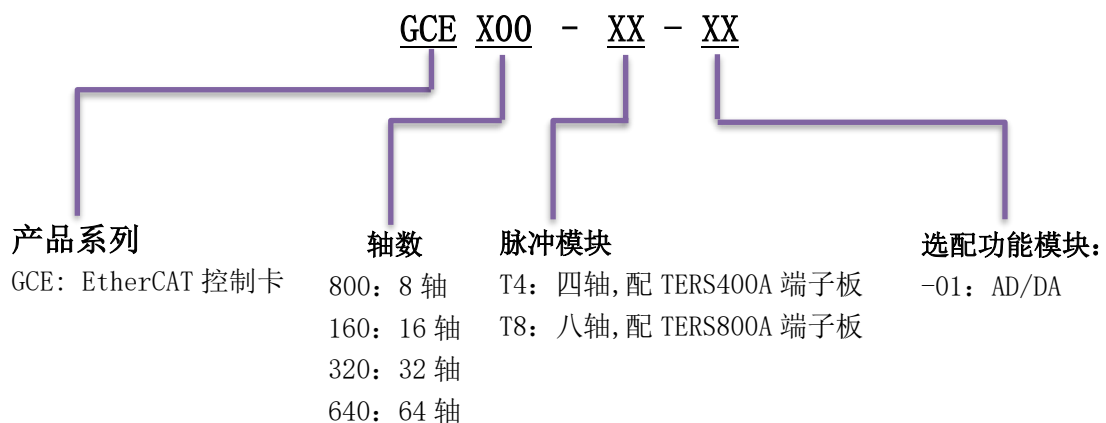 GCE X00 - XX - XX
产品系列
GCE: EtherCAT 控制卡
轴数
800: 8 轴
160: 16 轴
320: 32 轴
640: 64 轴
脉冲模块
T4: 四轴,配 TERS400A 端子板
T8: 八轴,配 TERS800A 端子板
选配功能模块:
-01: AD/DA